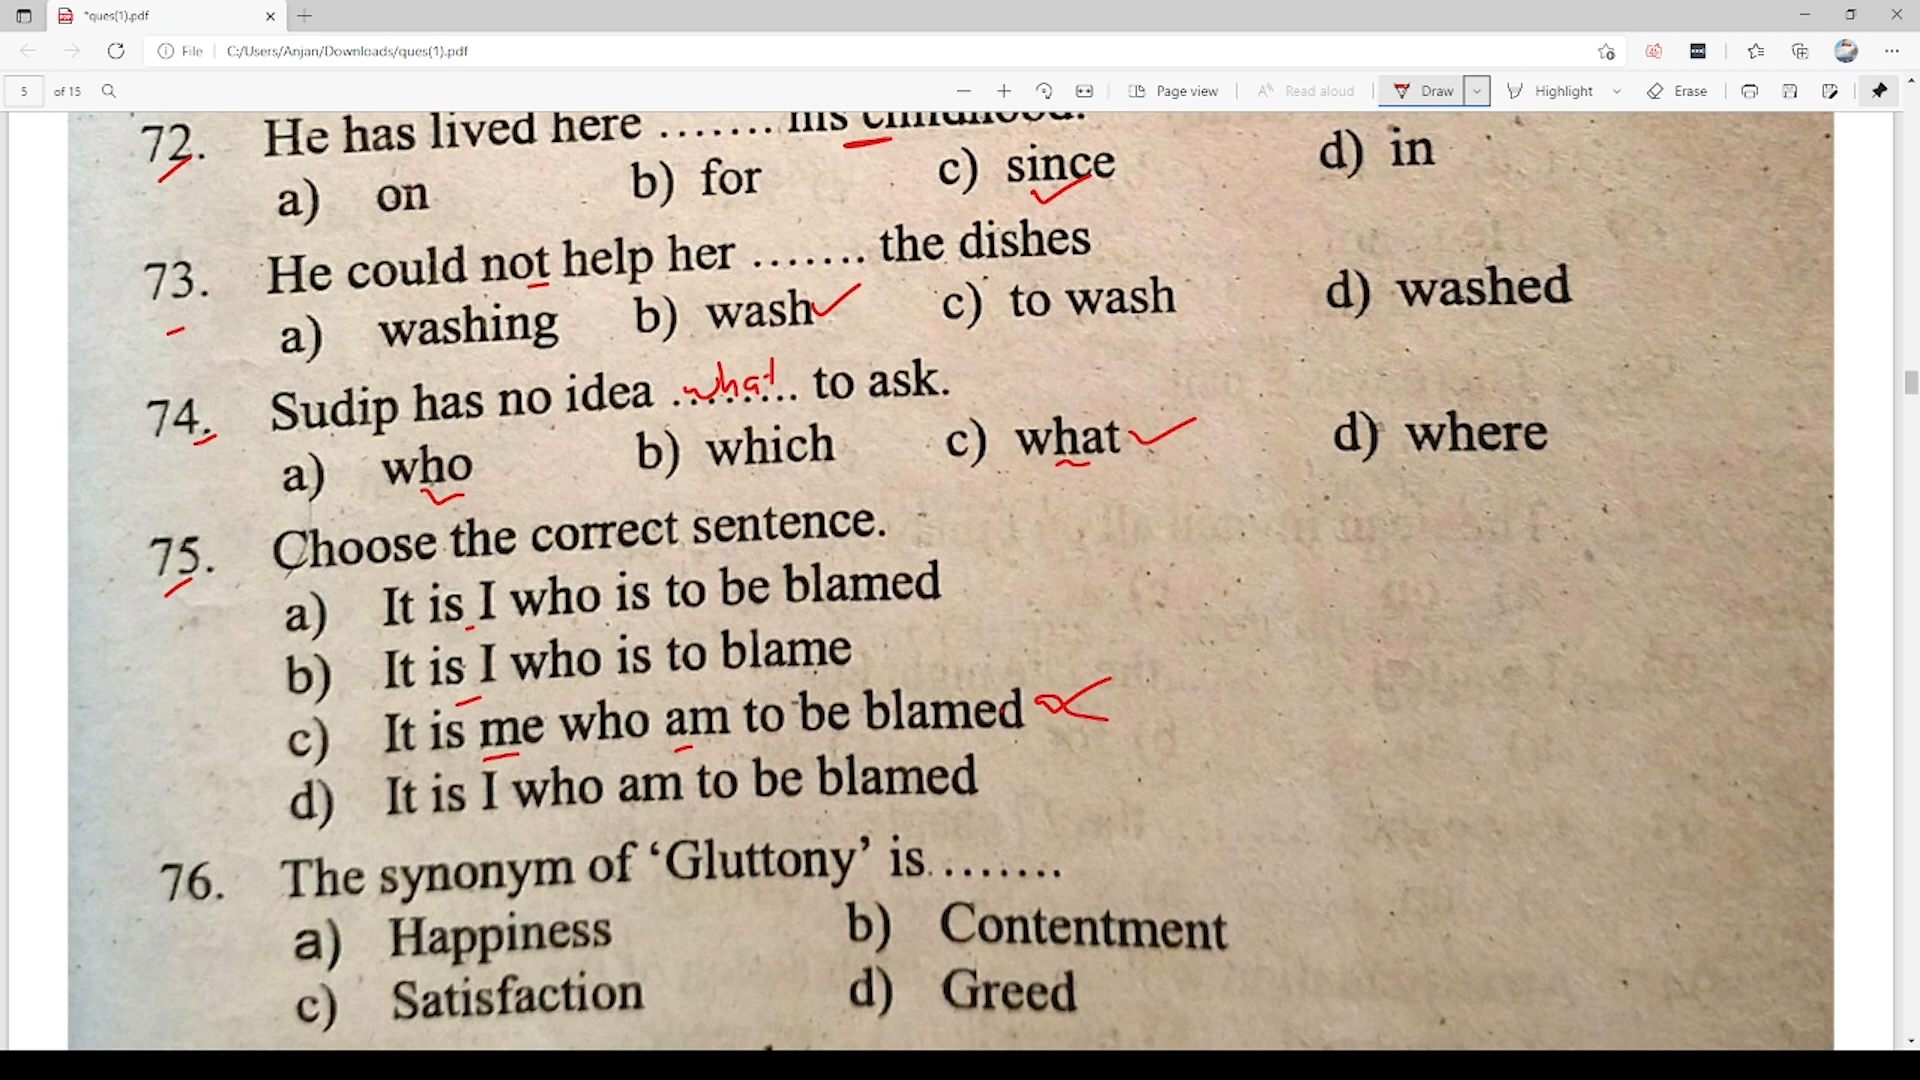 *ques(1).pdf
File C:/Users/Anjan/Downloads/ques(1).pdf
5 of 15 Page view Read aloud Draw Highlight Erase
72. He has lived here ....... his childhood.
a) on b) for c) since d) in
73. He could not help her ....... the dishes
a) washing b) wash c) to wash d) washed
74. Sudip has no idea ..what.. to ask.
a) who b) which c) what d) where
75. Choose the correct sentence.
a) It is I who is to be blamed
b) It is I who is to blame
c) It is me who am to be blamed
d) It is I who am to be blamed
76. The synonym of ‘Gluttony’ is........
a) Happiness b) Contentment
c) Satisfaction d) Greed